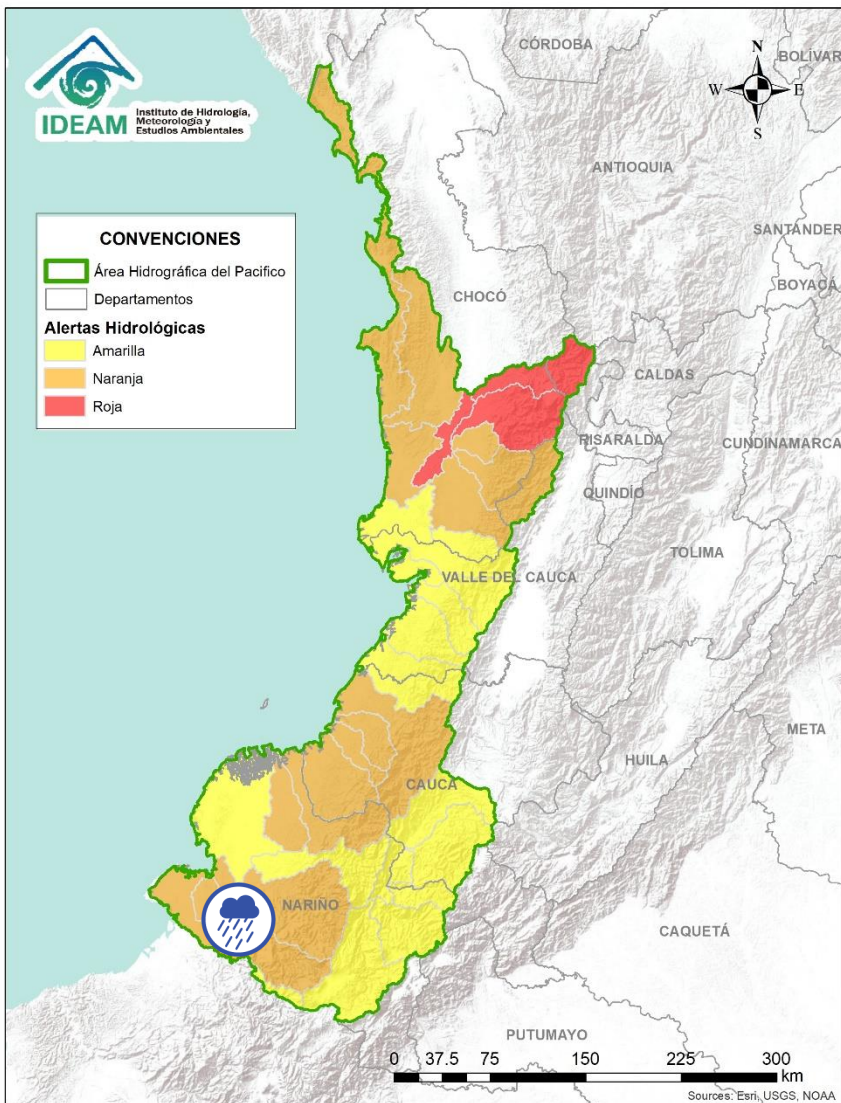 IDEAM
Instituto de Hidrología,
Meteorología y
Estudios Ambientales
N
W
E
S
CÓRDOBA
BOLÍVAR
ANTIOQUIA
SANTANDER
BOYACÁ
CHOCÓ
CALDAS
RISARALDA
CUNDINAMARCA
QUINDÍO
TOLIMA
VALLE DEL CAUCA
META
HUILA
CAUCA
NARIÑO
CAQUETÁ
PUTUMAYO
CONVENCIONES
Área Hidrográfica del Pacifico
Departamentos
Alertas Hidrológicas
Amarilla
Naranja
Roja
0 37.5 75 150 225 300
km
Sources: Esri, USGS, NOAA